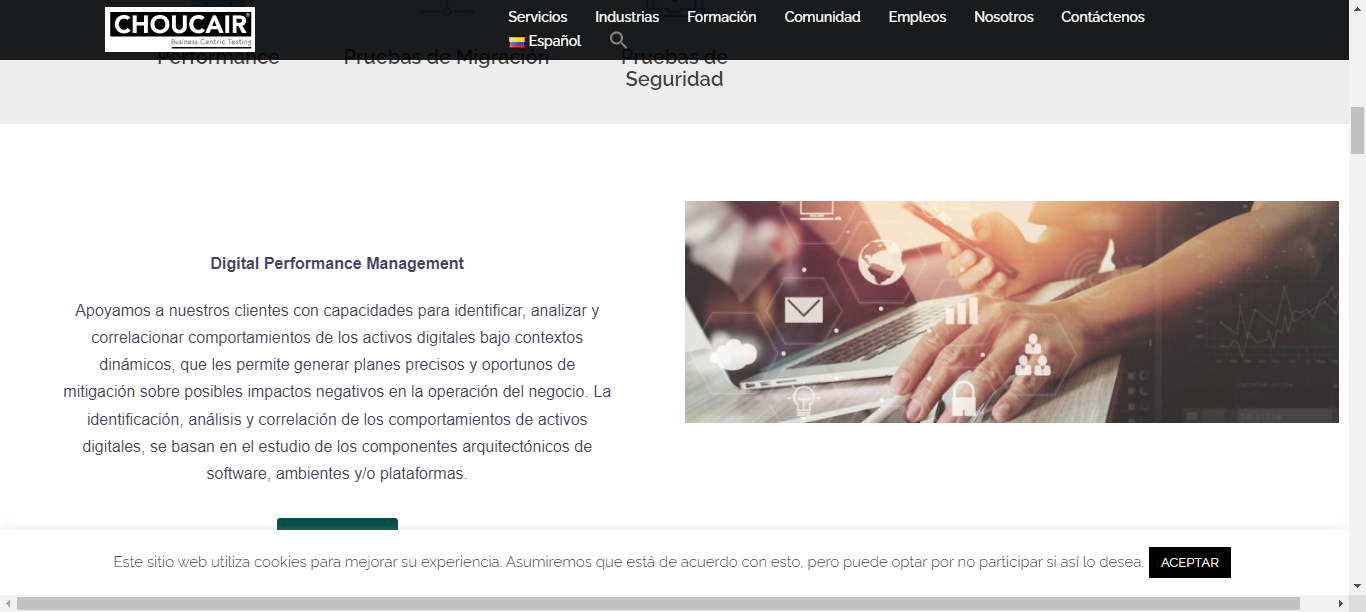 CHOUCAIR
Business Centric Testing
Servicios Industrias Formación Comunidad Empleos Nosotros Contáctenos
Español
Performance Pruebas de Migración Pruebas de
Seguridad
Digital Performance Management
Apoyamos a nuestros clientes con capacidades para identificar, analizar y
correlacionar comportamientos de los activos digitales bajo contextos
dinámicos, que les permite generar planes precisos y oportunos de
mitigación sobre posibles impactos negativos en la operación del negocio. La
identificación, análisis y correlación de los comportamientos de activos
digitales, se basan en el estudio de los componentes arquitectónicos de
software, ambientes y/o plataformas.
Este sitio web utiliza cookies para mejorar su experiencia. Asumiremos que está de acuerdo con esto, pero puede optar por no participar si así lo desea. ACEPTAR